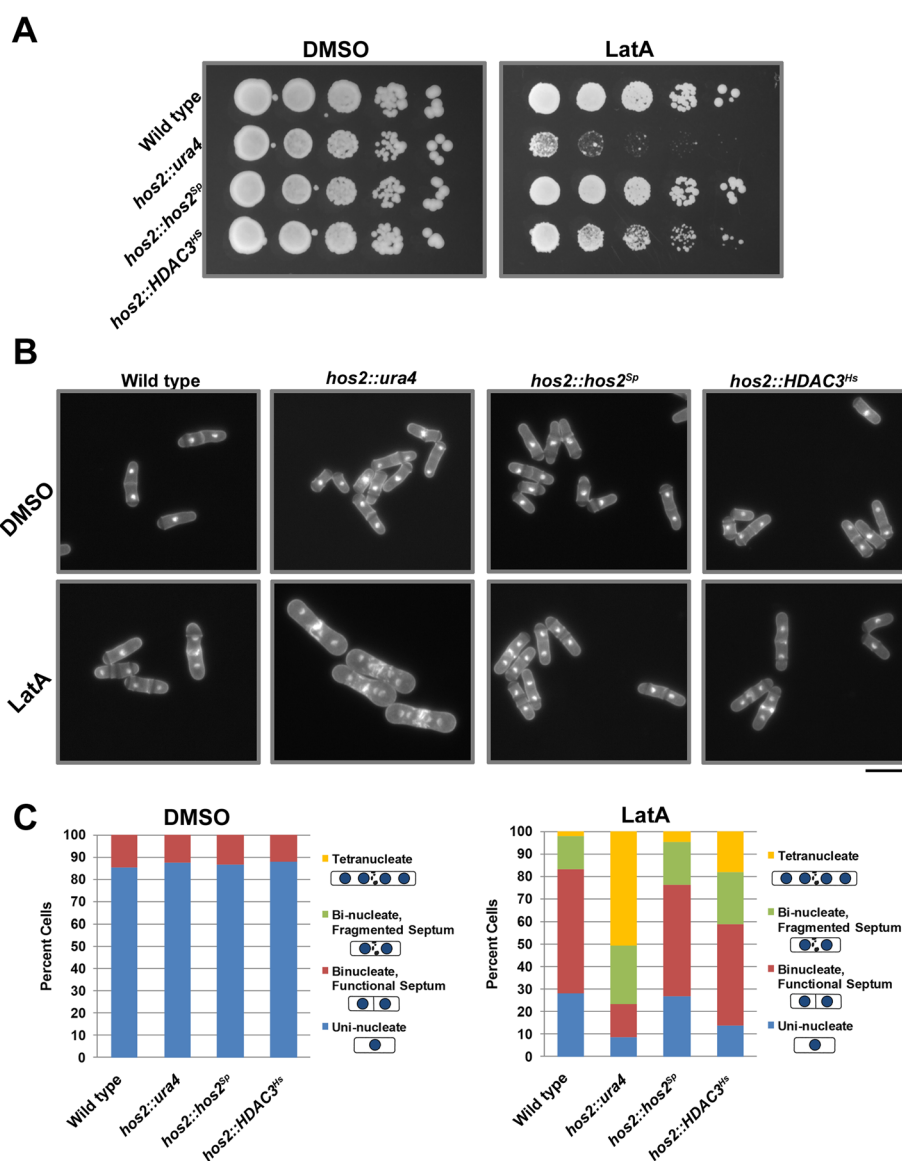 A
DMSO
LatA
Wild type
hos2::ura4
hos2::hos2Sp
hos2::HDAC3Hs
B
Wild type
hos2::ura4
hos2::hos2Sp
hos2::HDAC3Hs
DMSO
LatA
C
DMSO
100
90
80
70
60
50
40
30
20
10
0
Percent Cells
Wild type
hos2::ura4
hos2::hos2Sp
hos2::HDAC3Hs
Tetranucleate
Bi-nucleate,
Fragmented Septum
Binucleate,
Functional Septum
Uni-nucleate
LatA
100
90
80
70
60
50
40
30
20
10
0
Percent Cells
Wild type
hos2::ura4
hos2::hos2Sp
hos2::HDAC3Hs
Tetranucleate
Bi-nucleate,
Fragmented Septum
Binucleate,
Functional Septum
Uni-nucleate